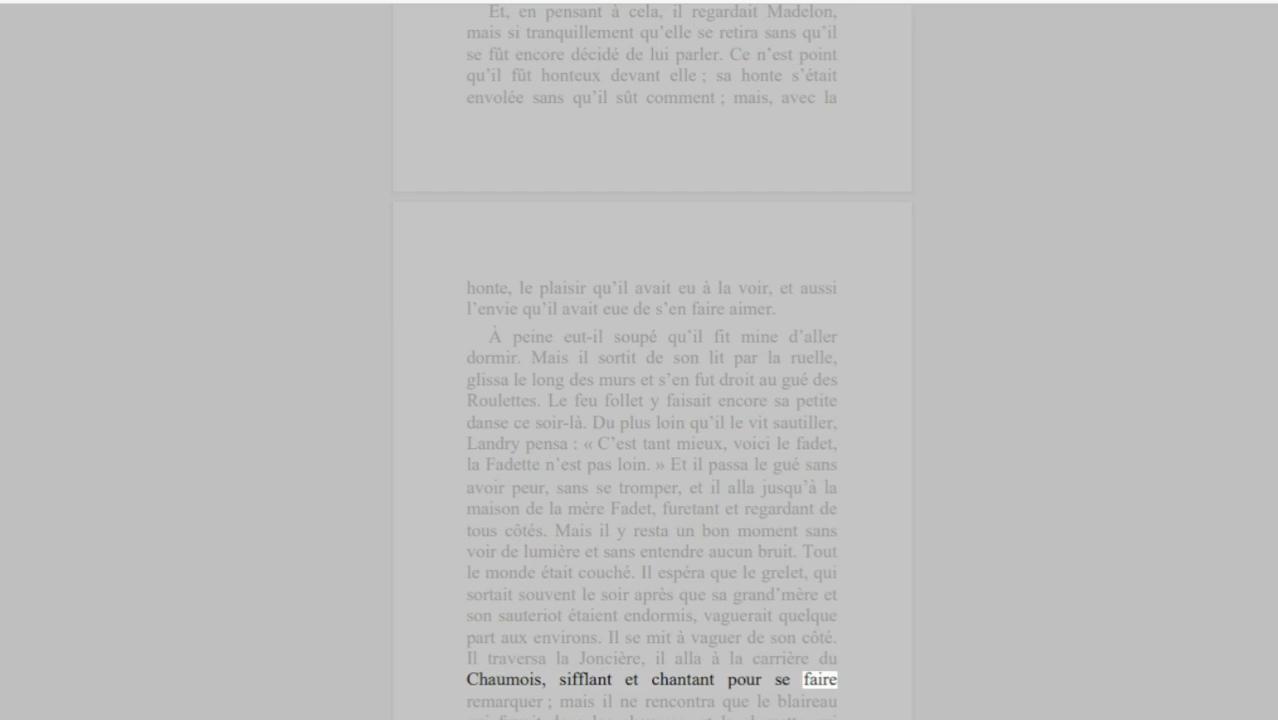 Et, en pensant à cela, il regardait Madelon,
mais si tranquillement qu’elle se retira sans qu’il
se fût encore décidé de lui parler. Ce n’est point
qu’il fût honteux devant elle ; sa honte s’était
envolée sans qu’il sût comment ; mais, avec la
honte, le plaisir qu’il avait eu à la voir, et aussi
l’envie qu’il avait eue de s’en faire aimer.
À peine eut-il soupé qu’il fit mine d’aller
dormir. Mais il sortit de son lit par la ruelle,
glissa le long des murs et s’en fut droit au gué des
Roulettes. Le feu follet y faisait encore sa petite
danse ce soir-là. Du plus loin qu’il le vit sautiller,
Landry pensa : « C’est tant mieux, voici le fadet,
la Fadette n’est pas loin. » Et il passa le gué sans
avoir peur, sans se tromper, et il alla jusqu’à la
maison de la mère Fadet, furetant et regardant de
tous côtés. Mais il y resta un bon moment sans
voir de lumière et sans entendre aucun bruit. Tout
le monde était couché. Il espéra que le grelet, qui
sortait souvent le soir après que sa grand’mère et
son sauteriot étaient endormis, vaguerait quelque
part aux environs. Il se mit à vaguer de son côté.
Il traversa la Joncière, il alla à la carrière du
Chaumois, sifflant et chantant pour se faire
remarquer ; mais il ne rencontra que le blaireau